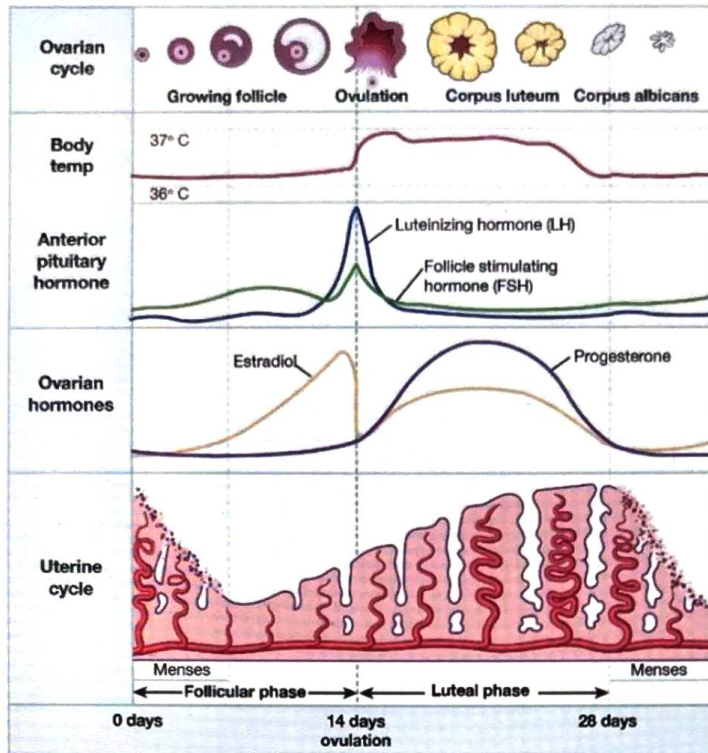 Ovarian
cycle
Growing follicle
Ovulation
Corpus luteum
Corpus albicans
Body
temp
37° C
36° C
Anterior
pituitary
hormone
Luteinizing hormone (LH)
Follicle stimulating
hormone (FSH)
Ovarian
hormones
Estradiol
Progesterone
Uterine
cycle
Menses
Menses
Follicular phase
Luteal phase
0 days
14 days
ovulation
28 days